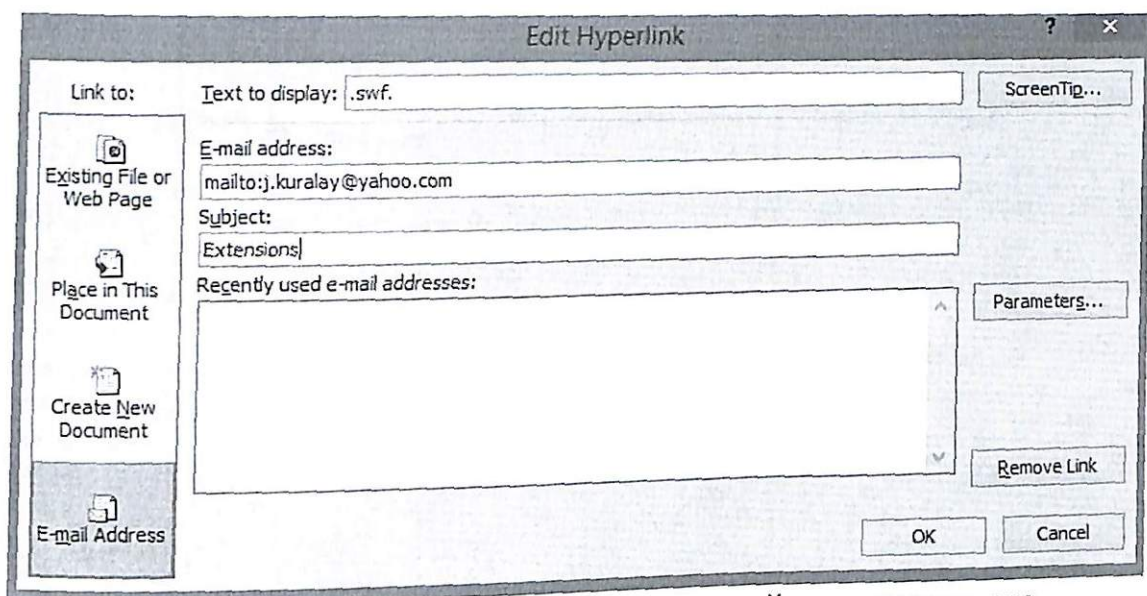 Edit Hyperlink
? ×
Link to:
Text to display: .swf.
ScreenTip...
Existing File or
Web Page
E-mail address:
mailto:j.kuralay@yahoo.com
Subject:
Extensions
Place in This
Document
Recently used e-mail addresses:
Parameters...
Create New
Document
Remove Link
E-mail Address
OK
Cancel